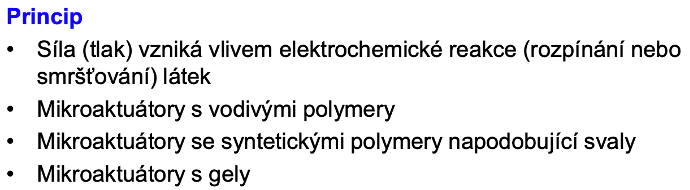 Princip
• Síla (tlak) vzniká vlivem elektrochemické reakce (rozpínání nebo
smršťování) látek
• Mikroaktuátory s vodivými polymery
• Mikroaktuátory se syntetickými polymery napodobující svaly
• Mikroaktuátory s gely